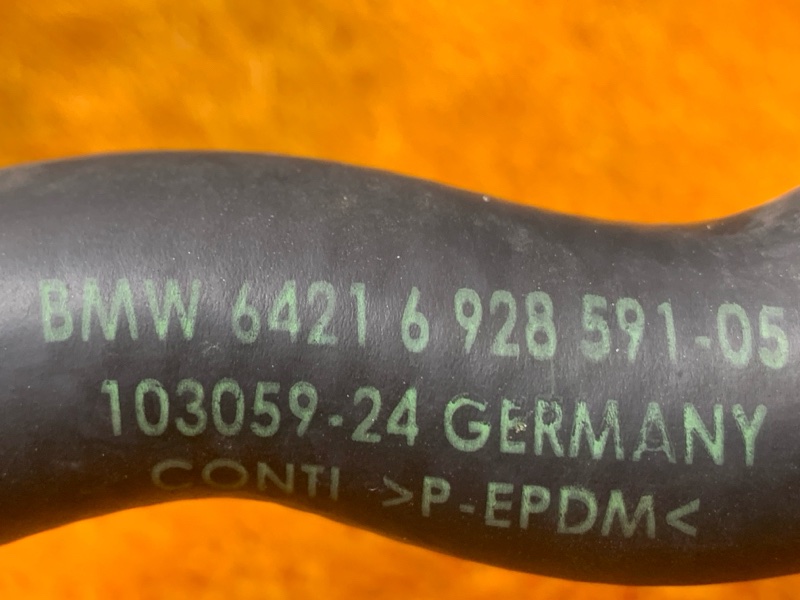 BMW 6421 6 928 591-05
103059-24 GERMANY
CONTI >P-EPDM<